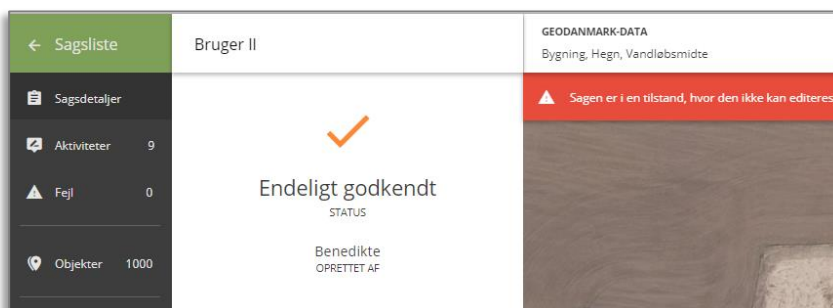 Sagsliste
Sagsdetaljer
Aktiviteter 9
Fejl 0
Objekter 1000
Bruger II
Endeligt godkendt
STATUS
Benedikte
OPRETTET AF
GEODANMARK-DATA
Bygning, Hegn, Vandløbsmidte
Sagen er i en tilstand, hvor den ikke kan editeres